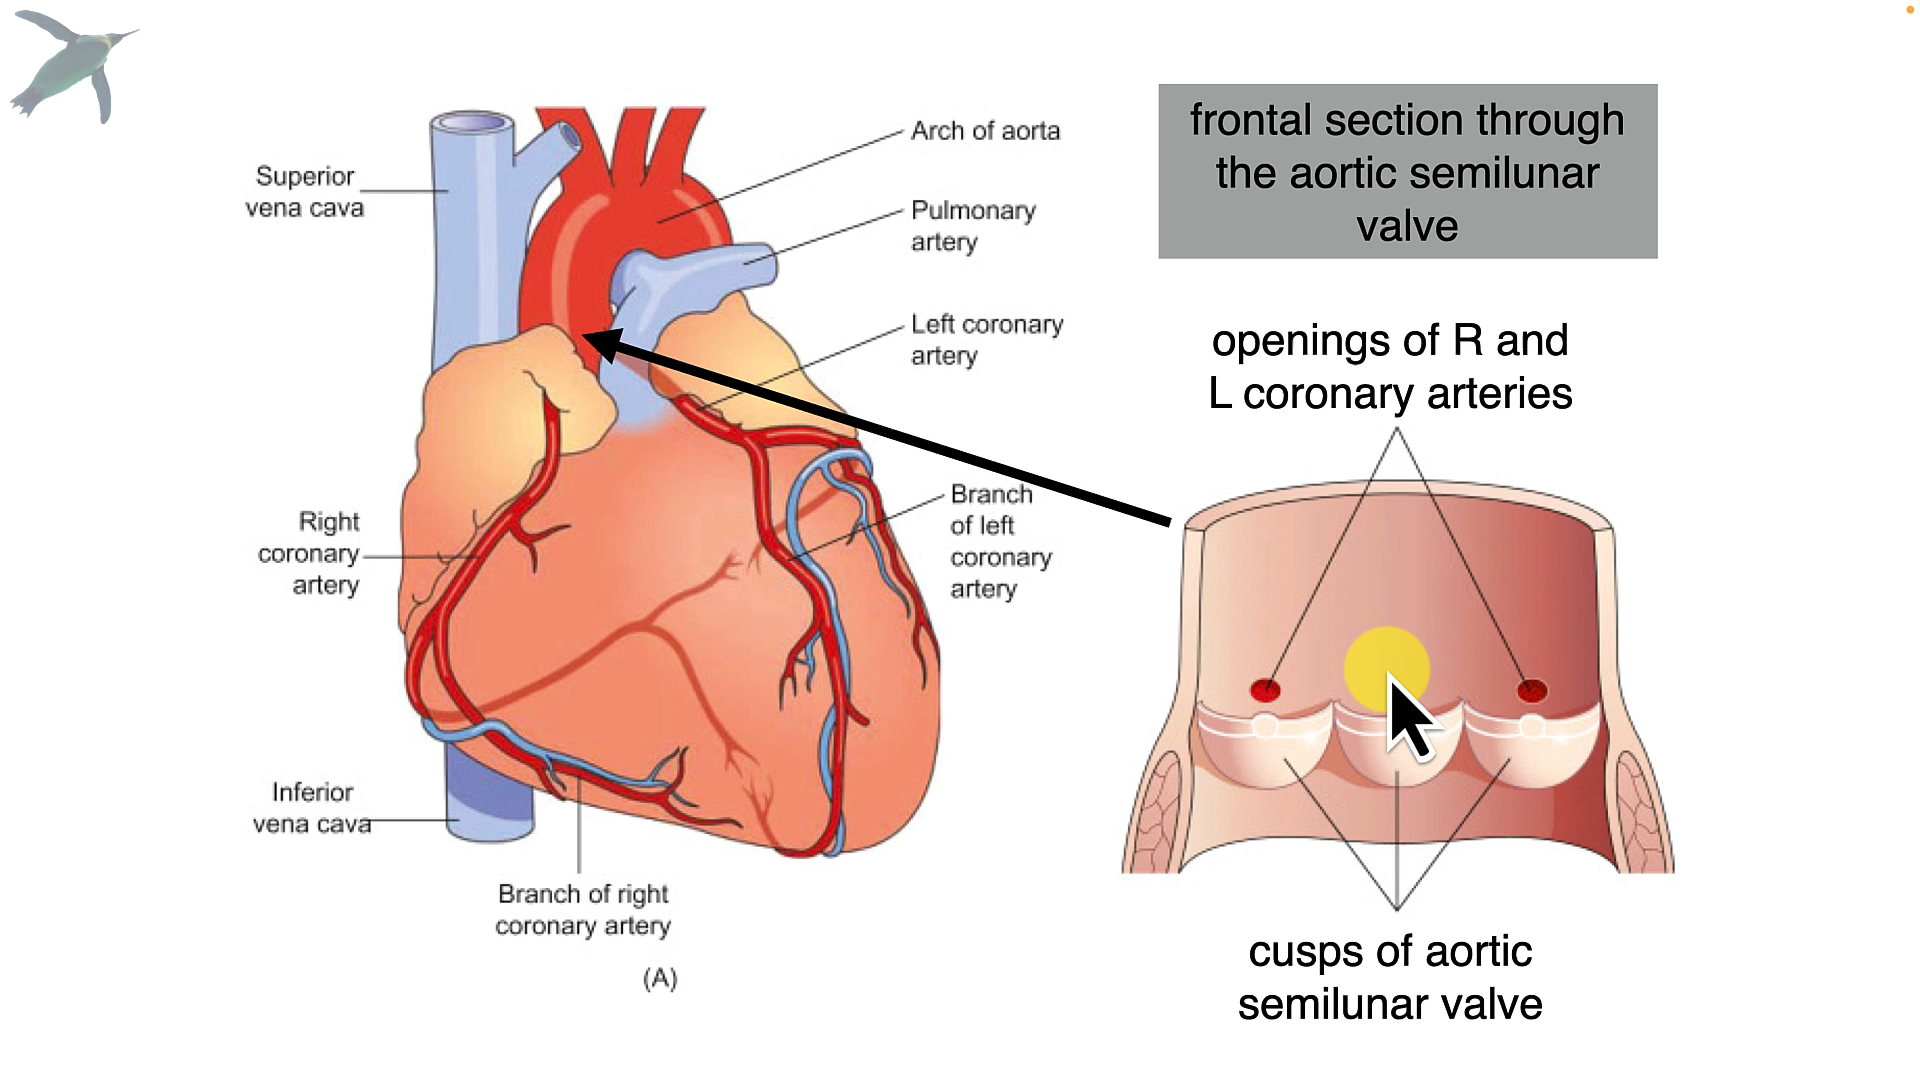 Superior
vena cava
Arch of aorta
Pulmonary
artery
Left coronary
artery
Branch
of left
coronary
artery
Right
coronary
artery
Inferior
vena cava
Branch of right
coronary artery
(A)
frontal section through
the aortic semilunar
valve
openings of R and
L coronary arteries
cusps of aortic
semilunar valve